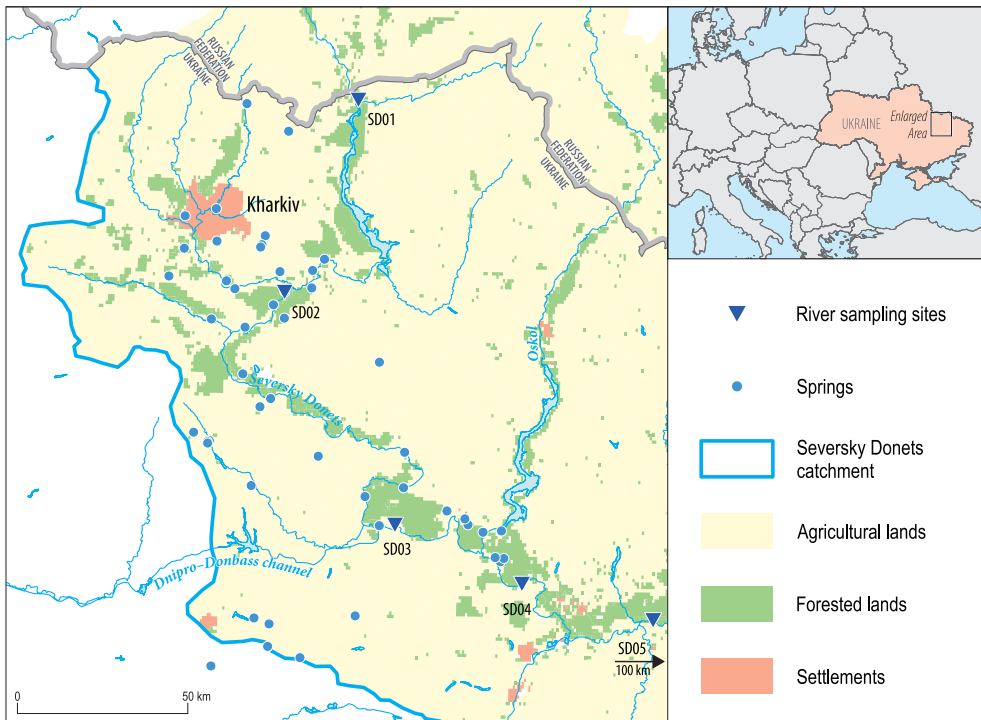 RUSSIAN
FEDERATION
UKRAINE
SD01
RUSSIAN
FEDERATION
UKRAINE
Kharkiv
SD02
Oskol
Seversky Donets
SD03
Dnipro-Donbass channel
SD04
SD05
100 km
0
50 km
UKRAINE
Enlarged
Area
River sampling sites
Springs
Seversky Donets
catchment
Agricultural lands
Forested lands
Settlements